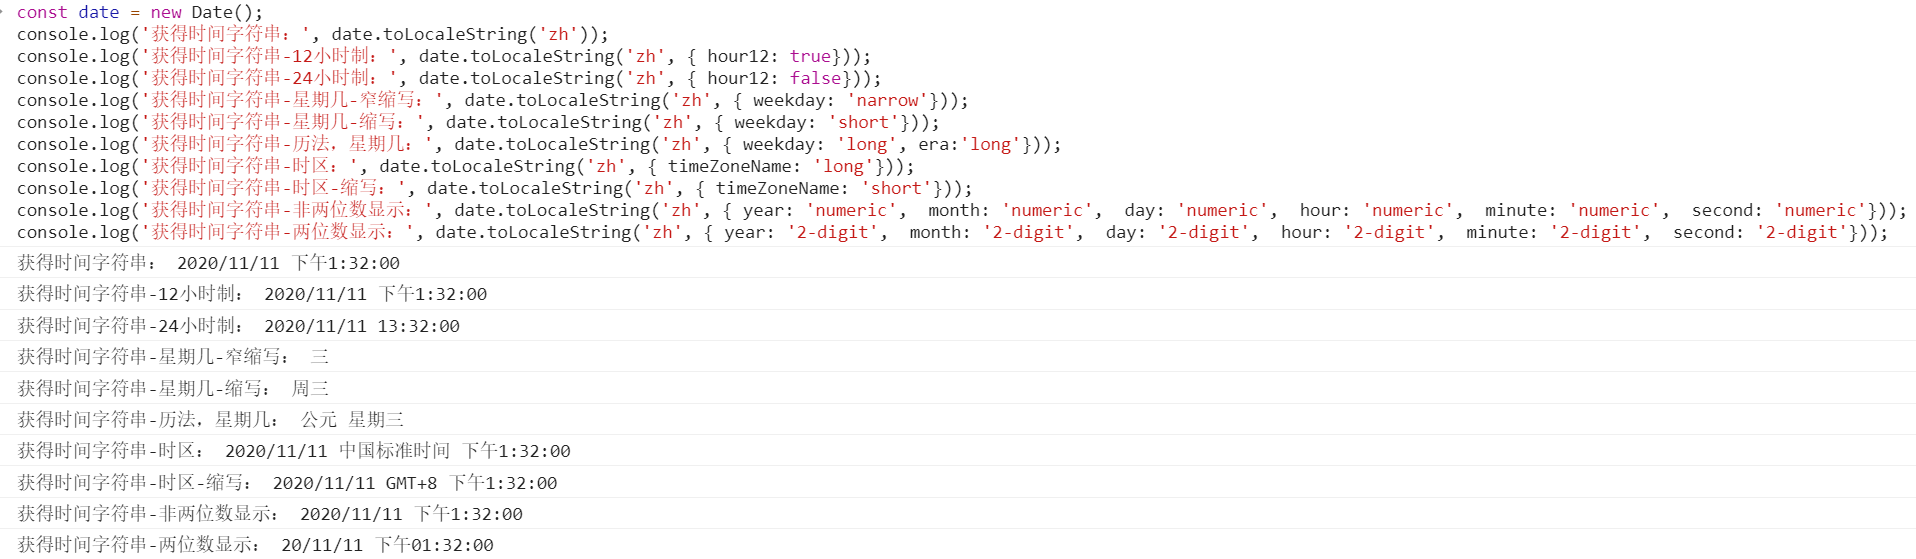 const date = new Date();
console.log('获得时间字符串：', date.toLocaleString('zh'));
console.log('获得时间字符串-12小时制：', date.toLocaleString('zh', { hour12: true}));
console.log('获得时间字符串-24小时制：', date.toLocaleString('zh', { hour12: false}));
console.log('获得时间字符串-星期几-窄缩写：', date.toLocaleString('zh', { weekday: 'narrow'}));
console.log('获得时间字符串-星期几-缩写：', date.toLocaleString('zh', { weekday: 'short'}));
console.log('获得时间字符串-历法，星期几：', date.toLocaleString('zh', { weekday: 'long', era:'long'}));
console.log('获得时间字符串-时区：', date.toLocaleString('zh', { timeZoneName: 'long'}));
console.log('获得时间字符串-时区-缩写：', date.toLocaleString('zh', { timeZoneName: 'short'}));
console.log('获得时间字符串-非两位数显示：', date.toLocaleString('zh', { year: 'numeric',  month: 'numeric',  day: 'numeric',  hour: 'numeric',  minute: 'numeric',  second: 'numeric'}));
console.log('获得时间字符串-两位数显示：', date.toLocaleString('zh', { year: '2-digit',  month: '2-digit',  day: '2-digit',  hour: '2-digit',  minute: '2-digit',  second: '2-digit'}));
获得时间字符串： 2020/11/11 下午1:32:00
获得时间字符串-12小时制： 2020/11/11 下午1:32:00
获得时间字符串-24小时制： 2020/11/11 13:32:00
获得时间字符串-星期几-窄缩写： 三
获得时间字符串-星期几-缩写： 周三
获得时间字符串-历法，星期几： 公元 星期三
获得时间字符串-时区： 2020/11/11 中国标准时间 下午1:32:00
获得时间字符串-时区-缩写： 2020/11/11 GMT+8 下午1:32:00
获得时间字符串-非两位数显示： 2020/11/11 下午1:32:00
获得时间字符串-两位数显示： 20/11/11 下午01:32:00